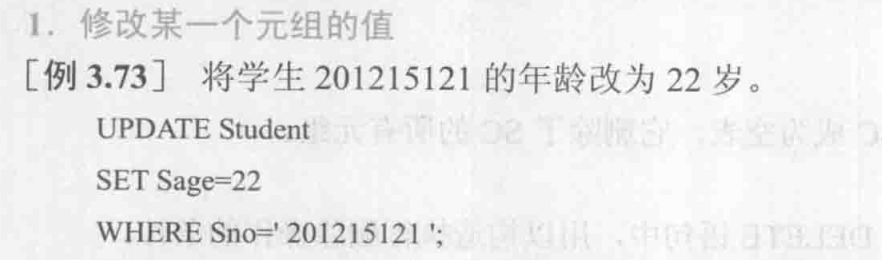 1. 修改某一个元组的值
[例 3.73] 将学生 201215121 的年龄改为 22 岁。
UPDATE Student
SET Sage=22
WHERE Sno=' 201215121 ';